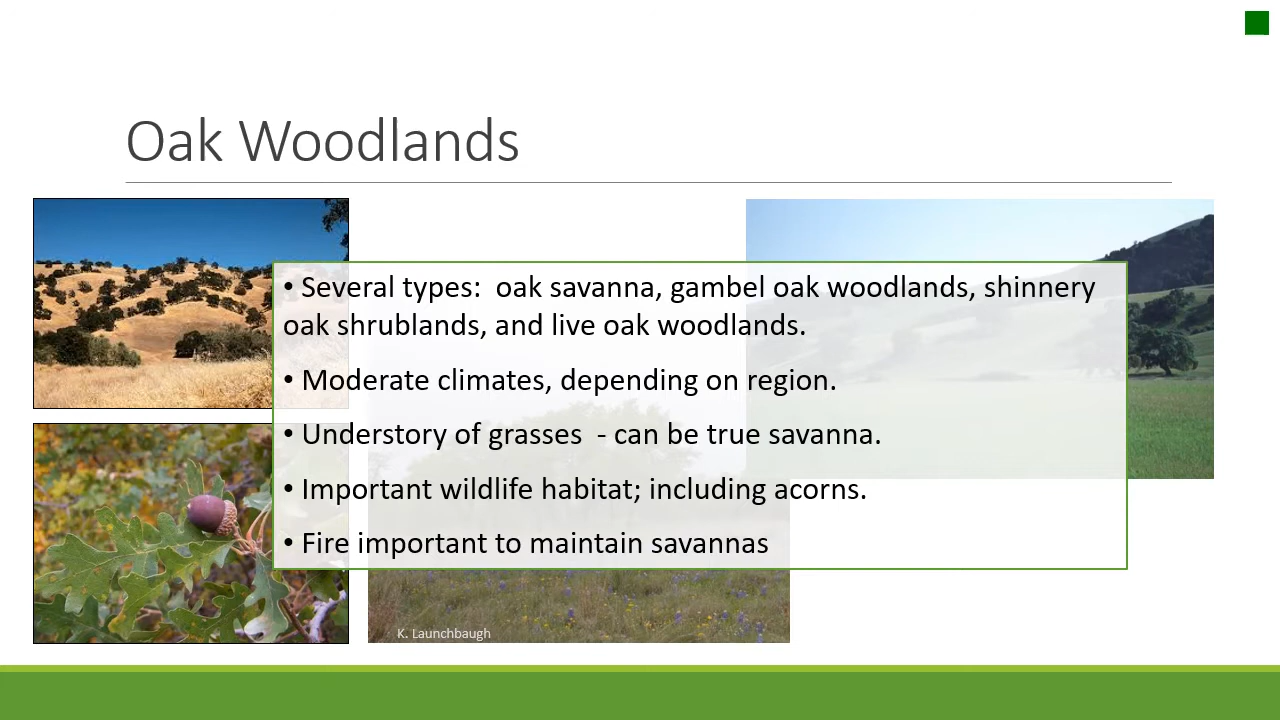 Oak Woodlands
• Several types:  oak savanna, gambel oak woodlands, shinnery
oak shrublands, and live oak woodlands.
• Moderate climates, depending on region.
• Understory of grasses  - can be true savanna.
• Important wildlife habitat; including acorns.
• Fire important to maintain savannas
K. Launchbaugh